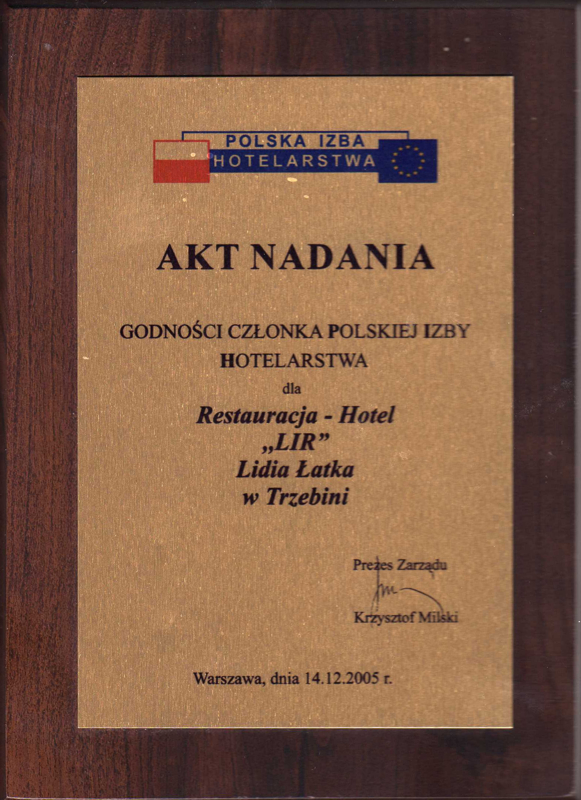 POLSKA IZBA
HOTELARSTWA
AKT NADANIA
GODNOŚCI CZŁONKA POLSKIEJ IZBY
HOTELARSTWA
dla
Restauracja - Hotel
„LIR”
Lidia Łatka
w Trzebini
Prezes Zarządu
Krzysztof Milski
Warszawa, dnia 14.12.2005 r.